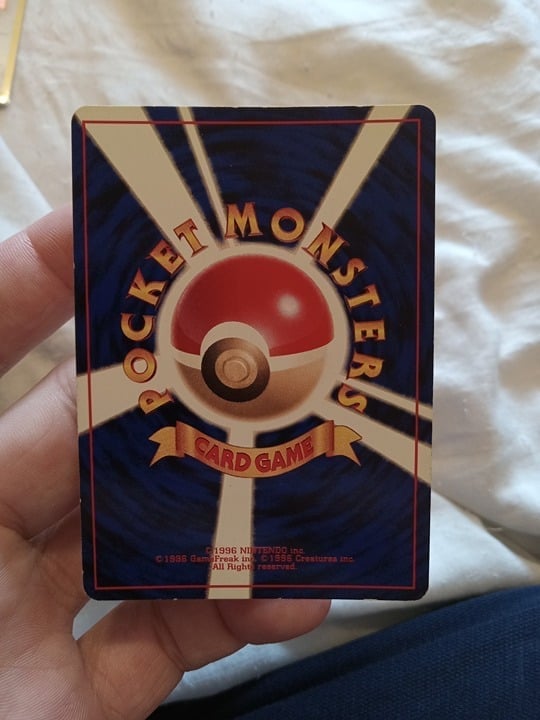 POCKET MONSTERS
CARD GAME
©1996 NINTENDO inc.
©1996 GameFreak inc. ©1996 Creatures inc.
All Rights reserved.